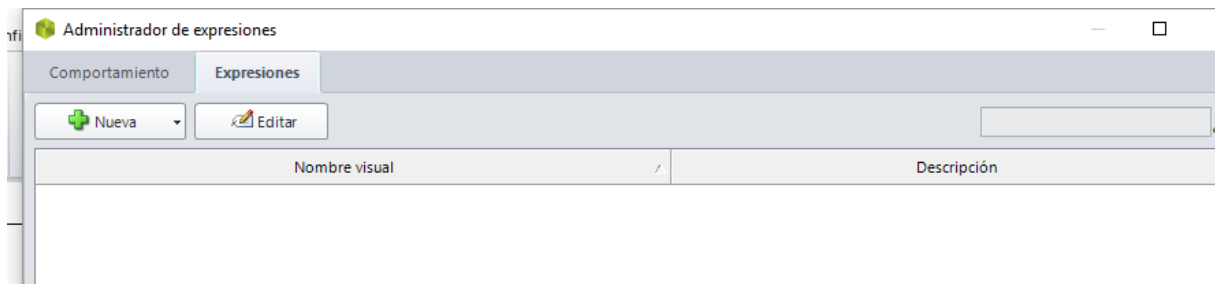 Administrador de expresiones
Comportamiento Expresiones
Nueva Editar
Nombre visual Descripción